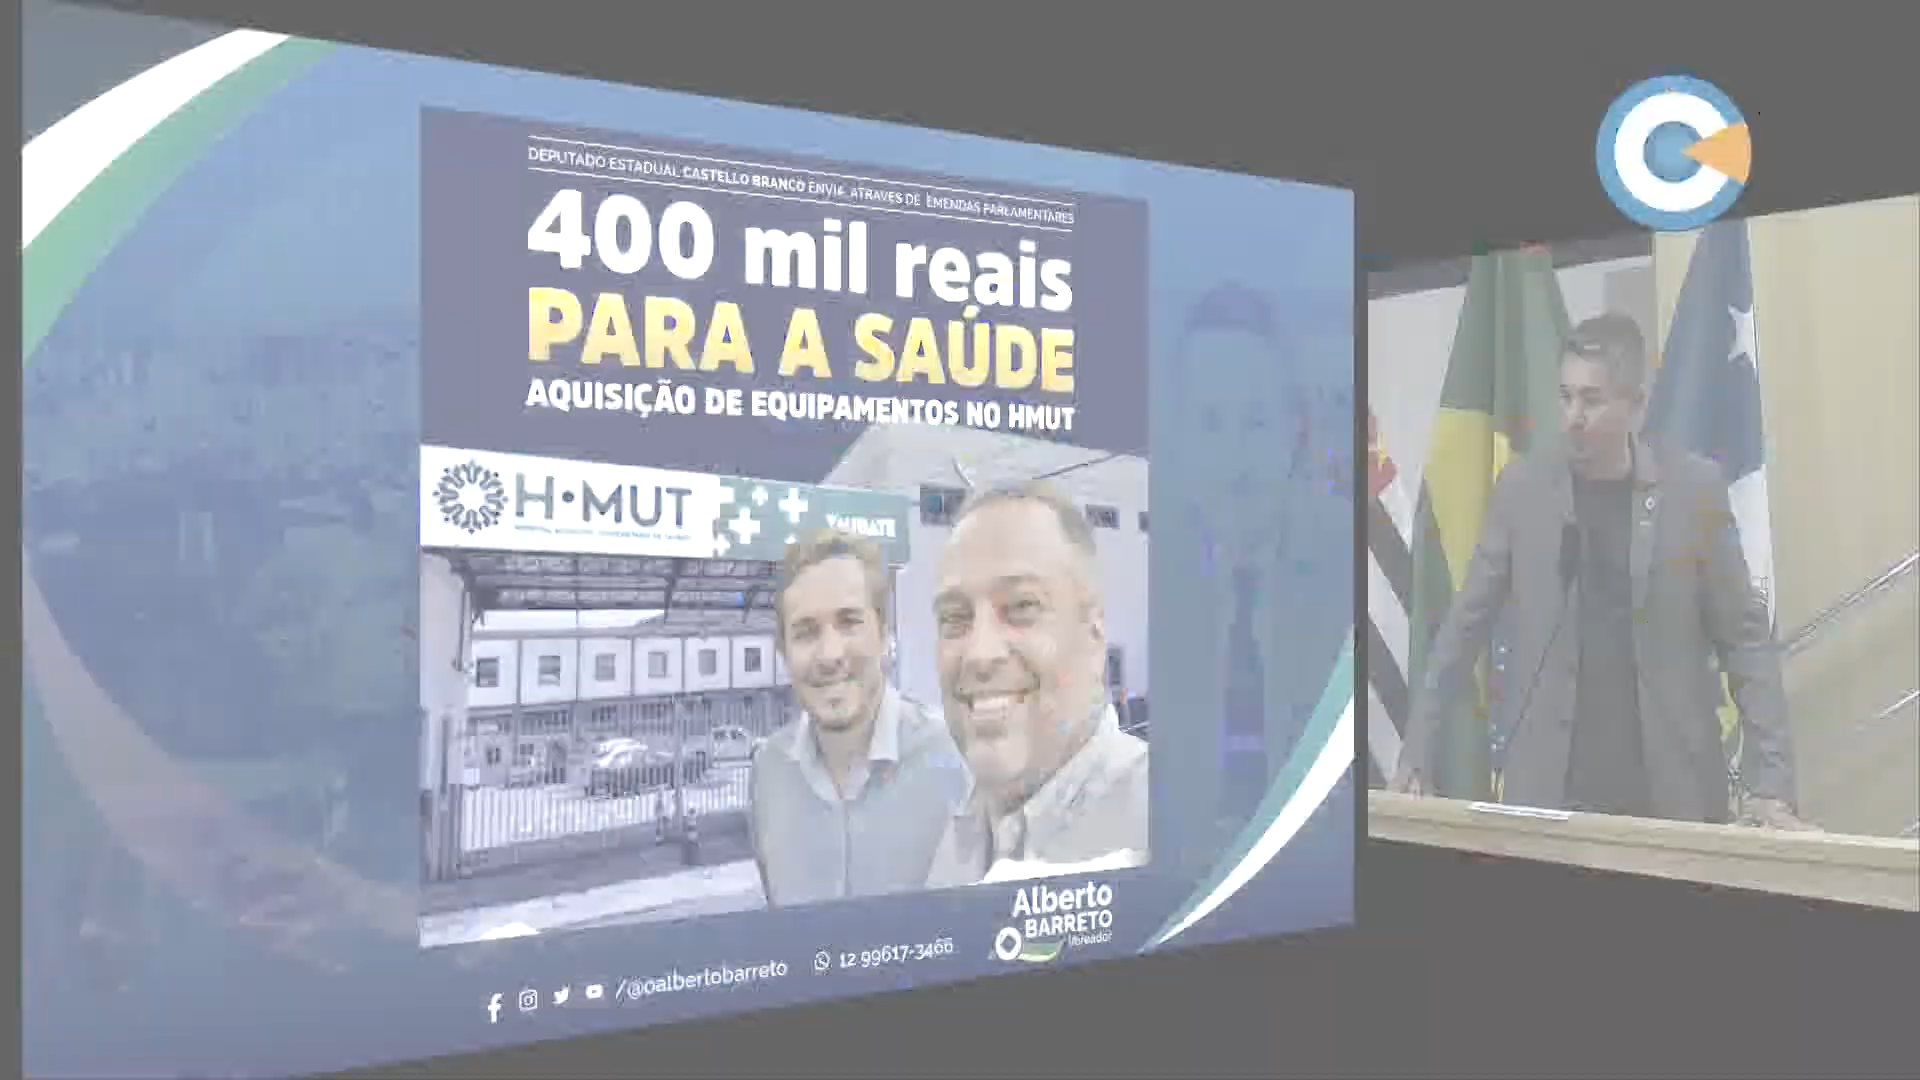 DEPUTADO ESTADUAL CASTELLO BRANCO ENVIA ATRAVES DE EMENDAS PARLAMENTARES
400 mil reais
PARA A SAÚDE
AQUISIÇÃO DE EQUIPAMENTOS NO HMUT
H•MUT
TAUBATÉ
Alberto
BARRETO
Vereador
/@oalbertobarreto
12 99617-3466